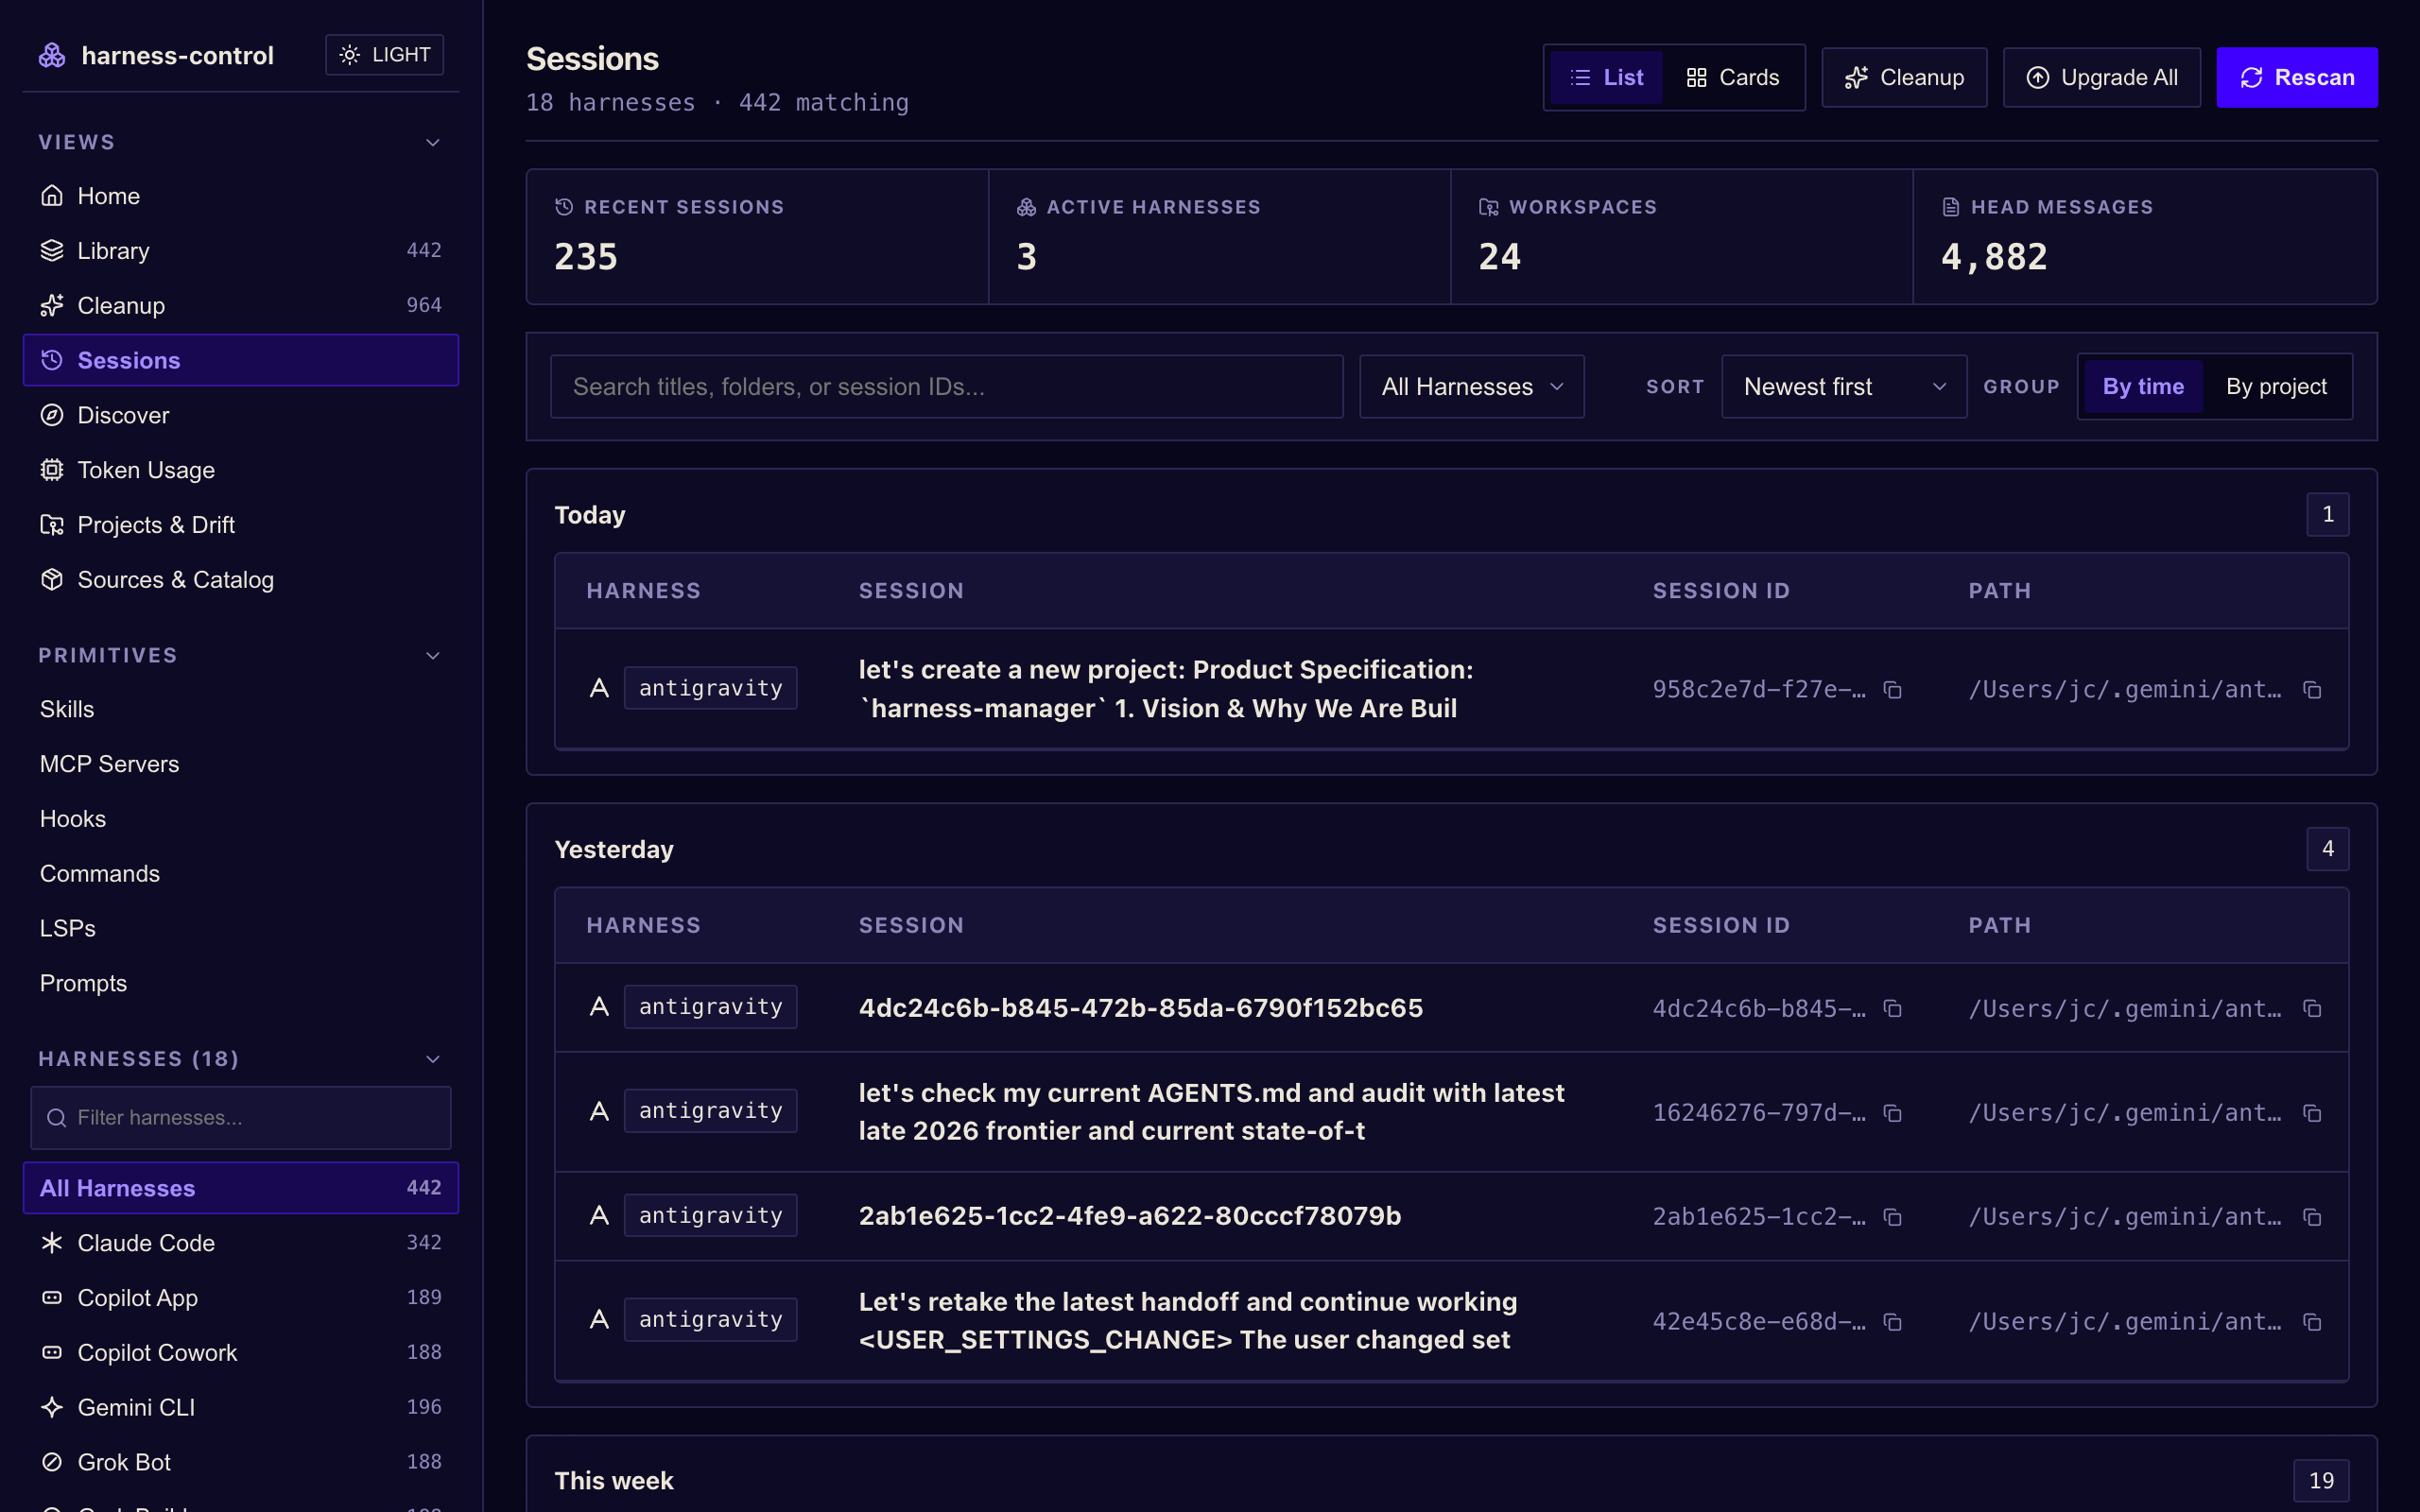 harness-control
LIGHT
VIEWS
Home
Library 442
Cleanup 964
Sessions
Discover
Token Usage
Projects & Drift
Sources & Catalog
PRIMITIVES
Skills
MCP Servers
Hooks
Commands
LSPs
Prompts
HARNESSES (18)
Filter harnesses...
All Harnesses 442
Claude Code 342
Copilot App 189
Copilot Cowork 188
Gemini CLI 196
Grok Bot 188
Sessions
18 harnesses · 442 matching
List
Cards
Cleanup
Upgrade All
Rescan
RECENT SESSIONS
235
ACTIVE HARNESSES
3
WORKSPACES
24
HEAD MESSAGES
4,882
Search titles, folders, or session IDs...
All Harnesses
SORT
Newest first
GROUP
By time
By project
Today 1
HARNESS SESSION SESSION ID PATH
antigravity
let's create a new project: Product Specification:
`harness-manager` 1. Vision & Why We Are Buil
958c2e7d-f27e-…
/Users/jc/.gemini/ant…
Yesterday 4
HARNESS SESSION SESSION ID PATH
antigravity
4dc24c6b-b845-472b-85da-6790f152bc65
4dc24c6b-b845-…
/Users/jc/.gemini/ant…
antigravity
let's check my current AGENTS.md and audit with latest
late 2026 frontier and current state-of-t
16246276-797d-…
/Users/jc/.gemini/ant…
antigravity
2ab1e625-1cc2-4fe9-a622-80cccf78079b
2ab1e625-1cc2-…
/Users/jc/.gemini/ant…
antigravity
Let's retake the latest handoff and continue working
<USER_SETTINGS_CHANGE> The user changed set
42e45c8e-e68d-…
/Users/jc/.gemini/ant…
This week 19